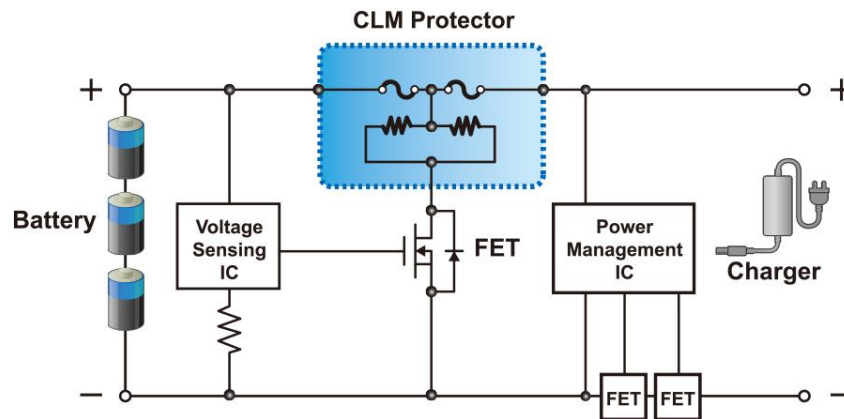 CLM Protector
+
+
Battery
Voltage
Sensing
IC
FET
Power
Management
IC
Charger
−
FET
FET
−